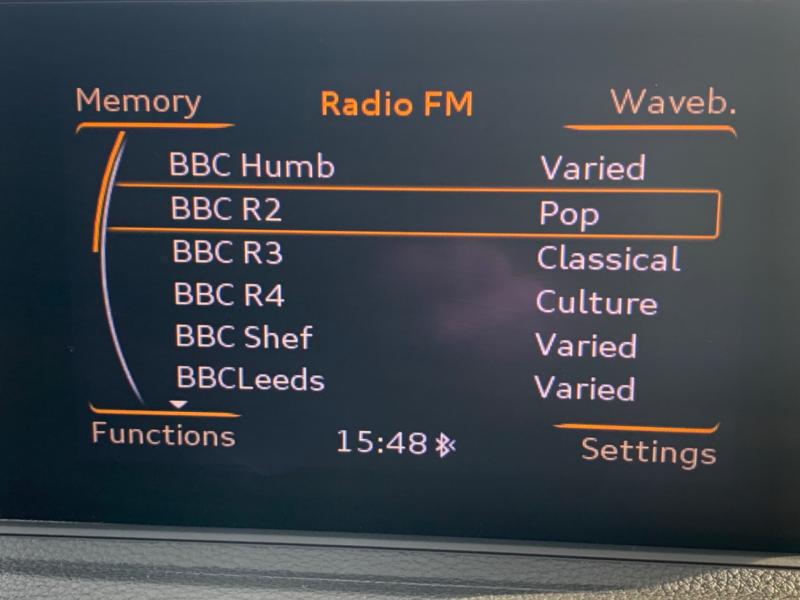 Memory Radio FM Waveb.
BBC Humb Varied
BBC R2 Pop
BBC R3 Classical
BBC R4 Culture
BBC Shef Varied
BBCLeeds Varied
Functions 15:48 Settings